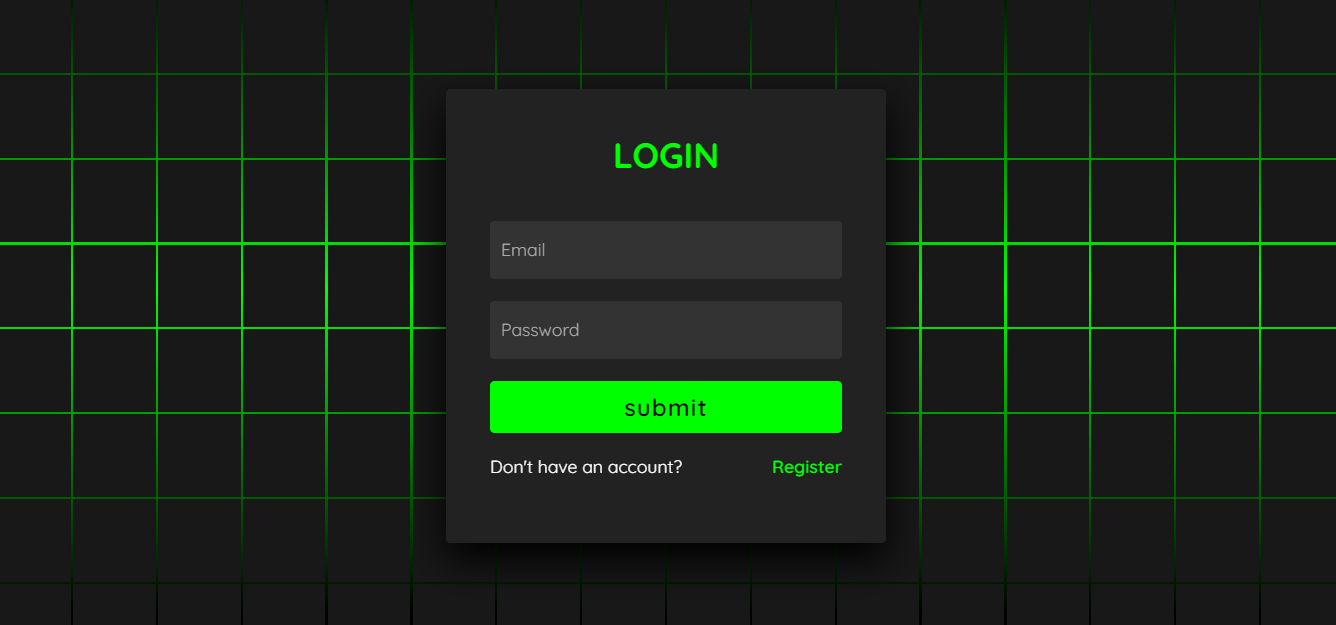 LOGIN
Email
Password
submit
Don't have an account? Register